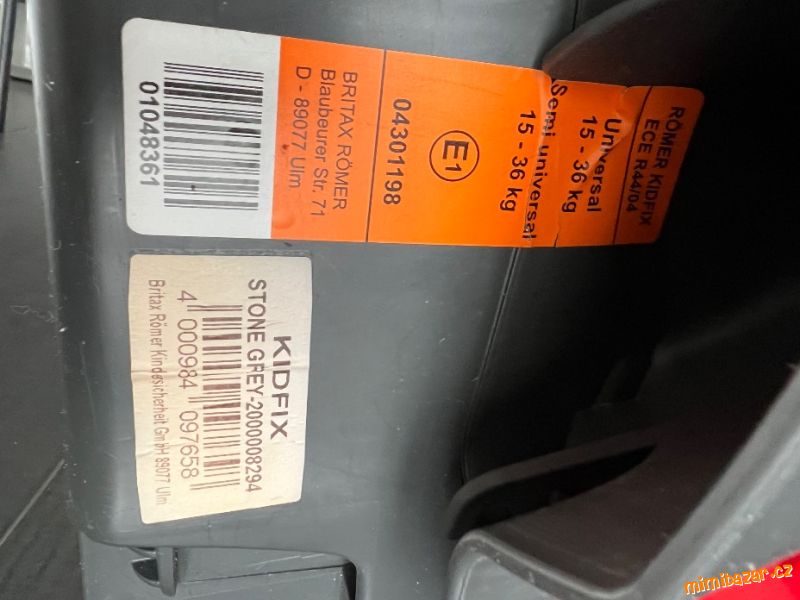 RÖMER KIDFIX
ECE R44/04
Universal
15 - 36 kg
Semi universal
15 - 36 kg
E1
04301198
BRITAX RÖMER
Blaubeurer Str. 71
D - 89077 Ulm
01048361
KIDFIX
STONE GREY-2000008294
4 000984 097658
Britax Römer Kindersicherheit GmbH 89077 Ulm
mimibazar.cz